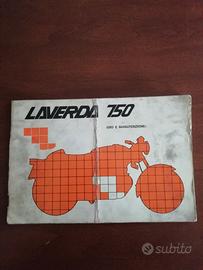 LAVERDA 750
USO E MANUTENZIONE
subito